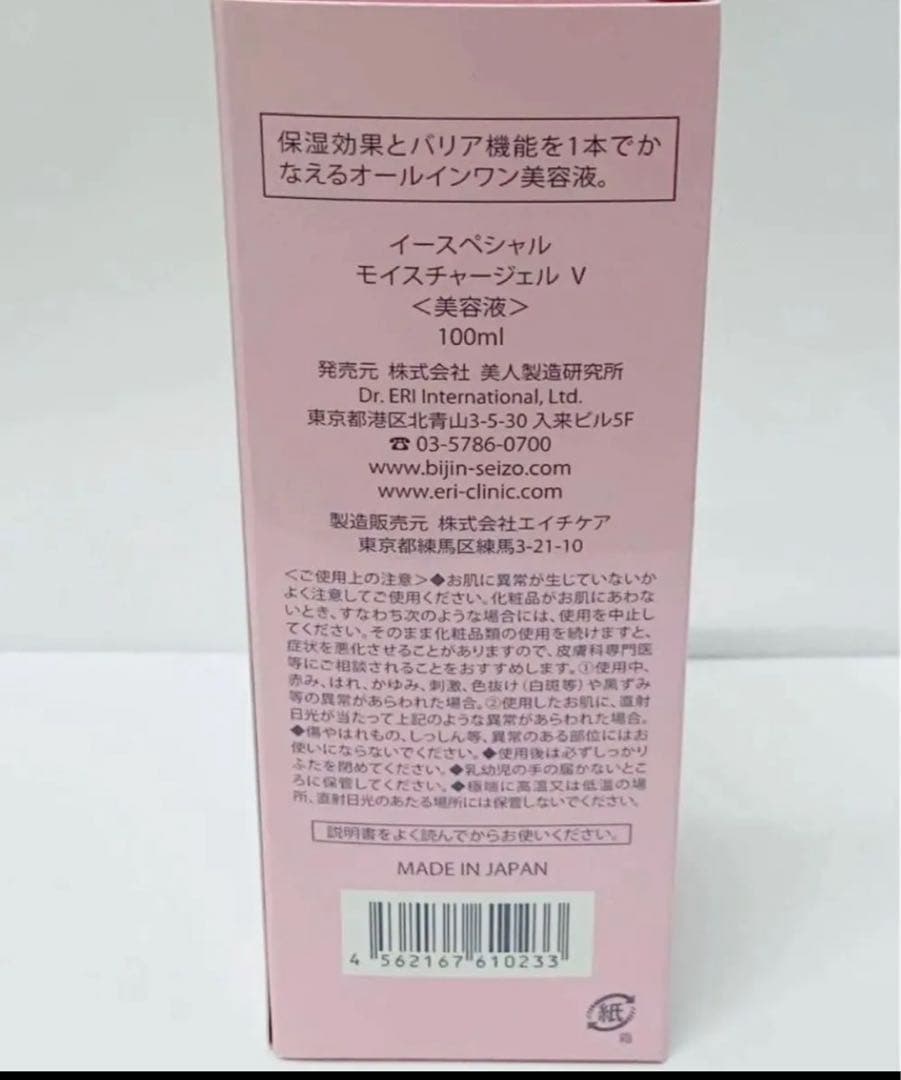 保湿効果とバリア機能を1本でか
なえるオールインワン美容液。
イースペシャル
モイスチャージェル V
＜美容液＞
100ml
発売元 株式会社 美人製造研究所
Dr. ERI International, Ltd.
東京都港区北青山3-5-30 入来ビル5F
☎ 03-5786-0700
www.bijin-seizo.com
www.eri-clinic.com
製造販売元 株式会社エイチケア
東京都練馬区練馬3-21-10
＜ご使用上の注意＞◆お肌に異常が生じていないか
よく注意してご使用ください。化粧品がお肌にあわな
いとき、すなわち次のような場合には、使用を中止し
てください。そのまま化粧品類の使用を続けますと、
症状を悪化させることがありますので、皮膚科専門医
等にご相談されることをおすすめします。①使用中、
赤み、はれ、かゆみ、刺激、色抜け（白斑等）や黒ずみ
等の異常があらわれた場合。②使用したお肌に、直射
日光が当たって上記のような異常があらわれた場合。
◆傷やはれもの、しっしん等、異常のある部位にはお
使いにならないでください。◆使用後は必ずしっかり
ふたを閉めてください。◆乳幼児の手の届かないとこ
ろに保管してください。◆極端に高温又は低温の場
所、直射日光のあたる場所には保管しないでください。
説明書をよく読んでからお使いください。
MADE IN JAPAN
4 562167 610233
紙
箱